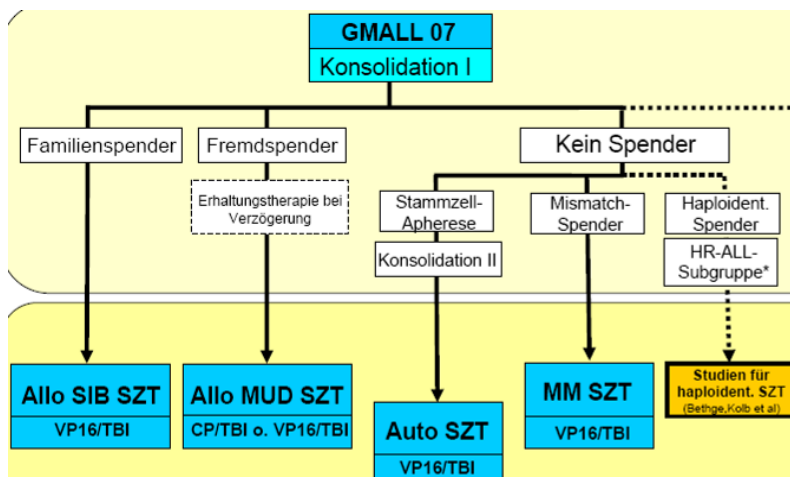 GMALL 07
Konsolidation I
Familienspender
Fremdspender
Kein Spender
Erhaltungstherapie bei
Verzögerung
Stammzell-
Apherese
Mismatch-
Spender
Haploident.
Spender
Konsolidation II
HR-ALL-
Subgruppe*
Allo SIB SZT
VP16/TBI
Allo MUD SZT
CP/TBI o. VP16/TBI
Auto SZT
VP16/TBI
MM SZT
VP16/TBI
Studien für
haploident. SZT
(Bethge,Kolb et al)